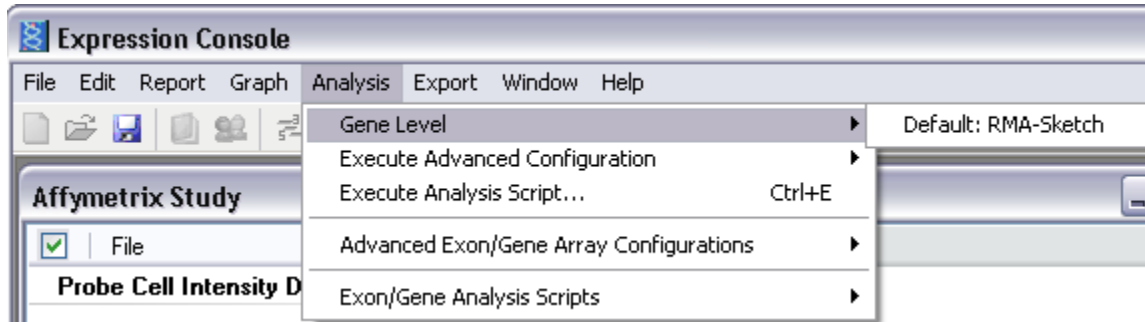 Expression Console
File Edit Report Graph Analysis Export Window Help
Gene Level Default: RMA-Sketch
Execute Advanced Configuration
Execute Analysis Script... Ctrl+E
Affymetrix Study
File
Advanced Exon/Gene Array Configurations
Probe Cell Intensity D
Exon/Gene Analysis Scripts